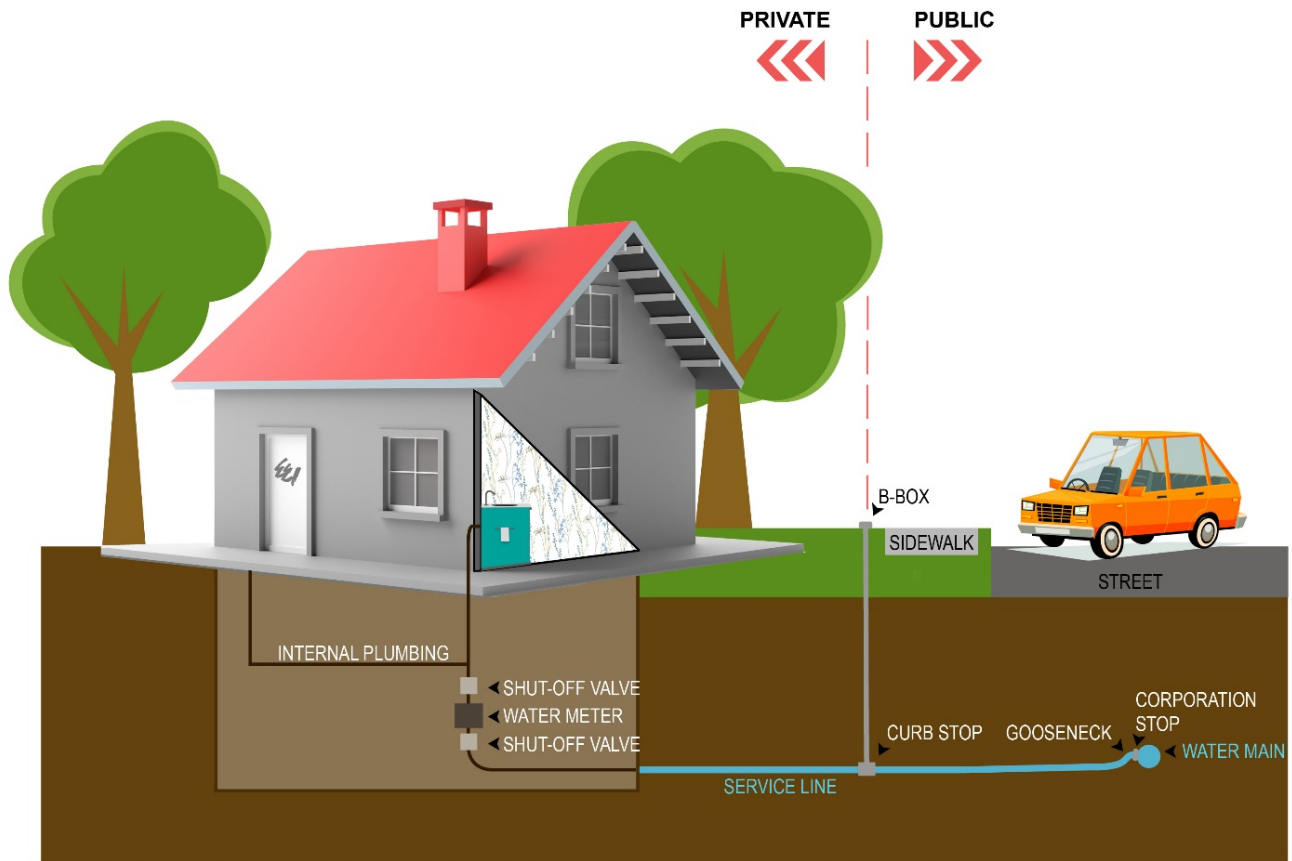 PRIVATE
PUBLIC
B-BOX
SIDEWALK
STREET
INTERNAL PLUMBING
SHUT-OFF VALVE
WATER METER
SHUT-OFF VALVE
CURB STOP
GOOSENECK
CORPORATION
STOP
WATER MAIN
SERVICE LINE